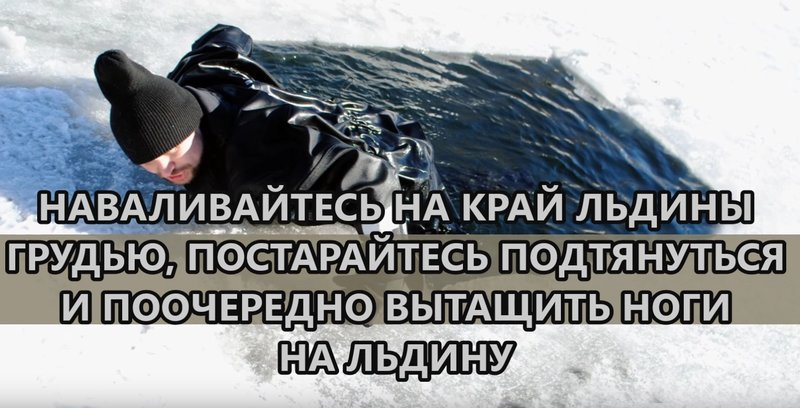 НАВАЛИВАЙТЕСЬ НА КРАЙ ЛЬДИНЫ
ГРУДЬЮ, ПОСТАРАЙТЕСЬ ПОДТЯНУТЬСЯ
И ПООЧЕРЕДНО ВЫТАЩИТЬ НОГИ
НА ЛЬДИНУ